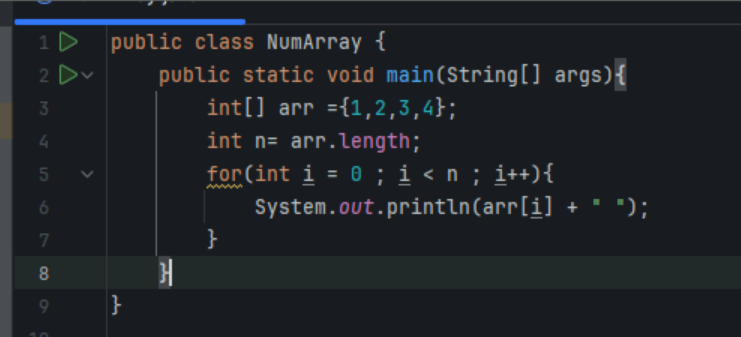 1 public class NumArray {
2 public static void main(String[] args){
3 int[] arr ={1,2,3,4};
4 int n= arr.length;
5 for(int i = 0 ; i < n ; i++){
6 System.out.println(arr[i] + " ");
7 }
8 }
9 }